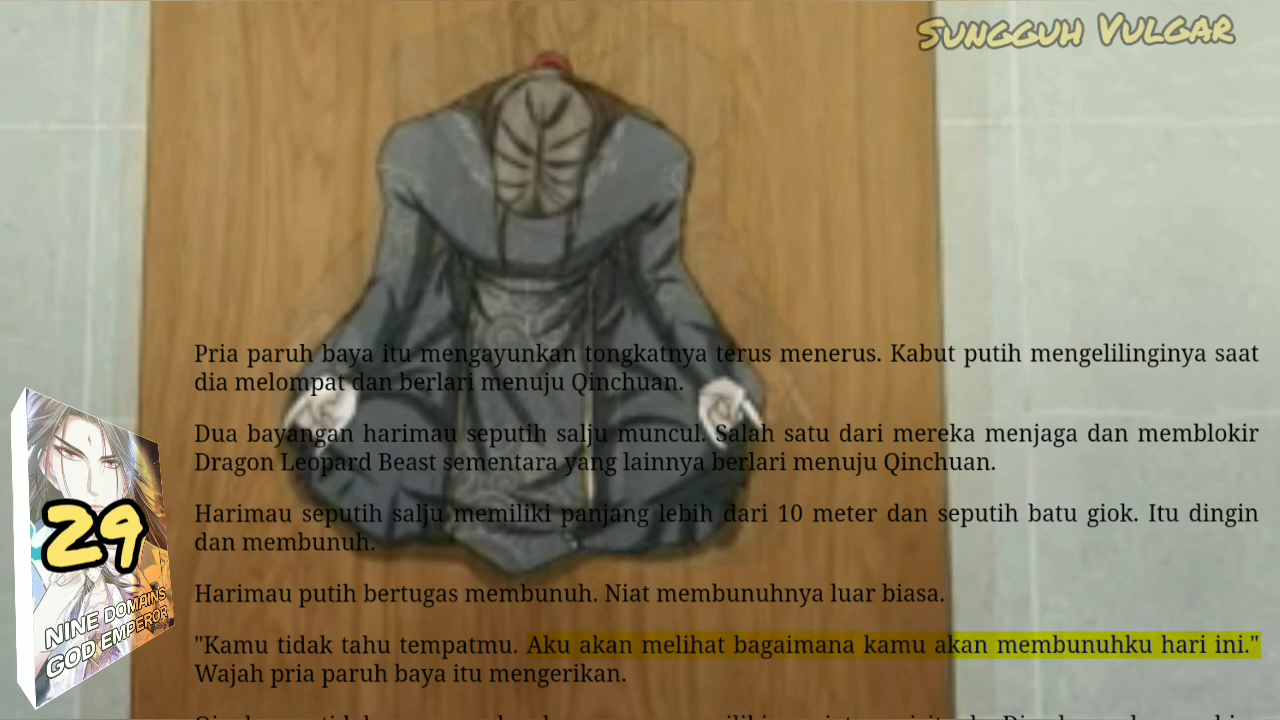 Sungguh Vulgar
Pria paruh baya itu mengayunkan tongkatnya terus menerus. Kabut putih mengelilinginya saat
dia melompat dan berlari menuju Qinchuan.
Dua bayangan harimau seputih salju muncul. Salah satu dari mereka menjaga dan memblokir
Dragon Leopard Beast sementara yang lainnya berlari menuju Qinchuan.
Harimau seputih salju memiliki panjang lebih dari 10 meter dan seputih batu giok. Itu dingin
dan membunuh.
Harimau putih bertugas membunuh. Niat membunuhnya luar biasa.
"Kamu tidak tahu tempatmu. Aku akan melihat bagaimana kamu akan membunuhku hari ini."
Wajah pria paruh baya itu mengerikan.
29
NINE DOMAINS
GOD EMPEROR